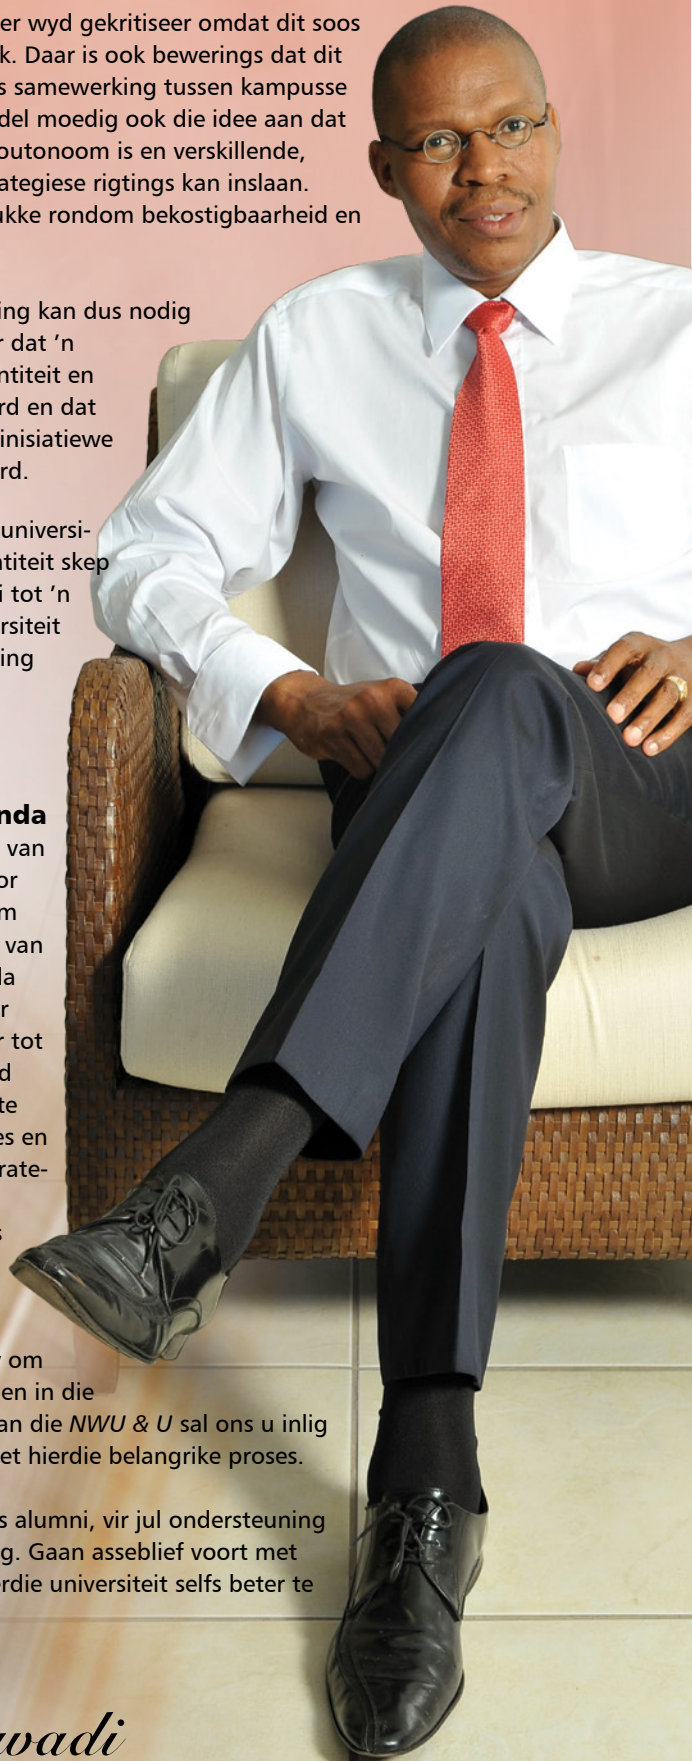 er wyd gekritiseer omdat dit soos
k. Daar is ook bewerings dat dit
s samewerking tussen kampusse
del moedig ook die idee aan dat
outonoom is en verskillende,
ategiese rigtings kan inslaan.
ukke rondom bekostigbaarheid en
ing kan dus nodig
r dat ’n
ntiteit en
rd en dat
inisiatiewe
rd.
universi-
ntiteit skep
i tot ’n
rsiteit
ing
nda
van
or
m
van
la
r
r tot
d
te
es en
rate-
s
om
en in die
an die NWU & U sal ons u inlig
et hierdie belangrike proses.
s alumni, vir jul ondersteuning
g. Gaan asseblief voort met
erdie universiteit selfs beter te
wadi